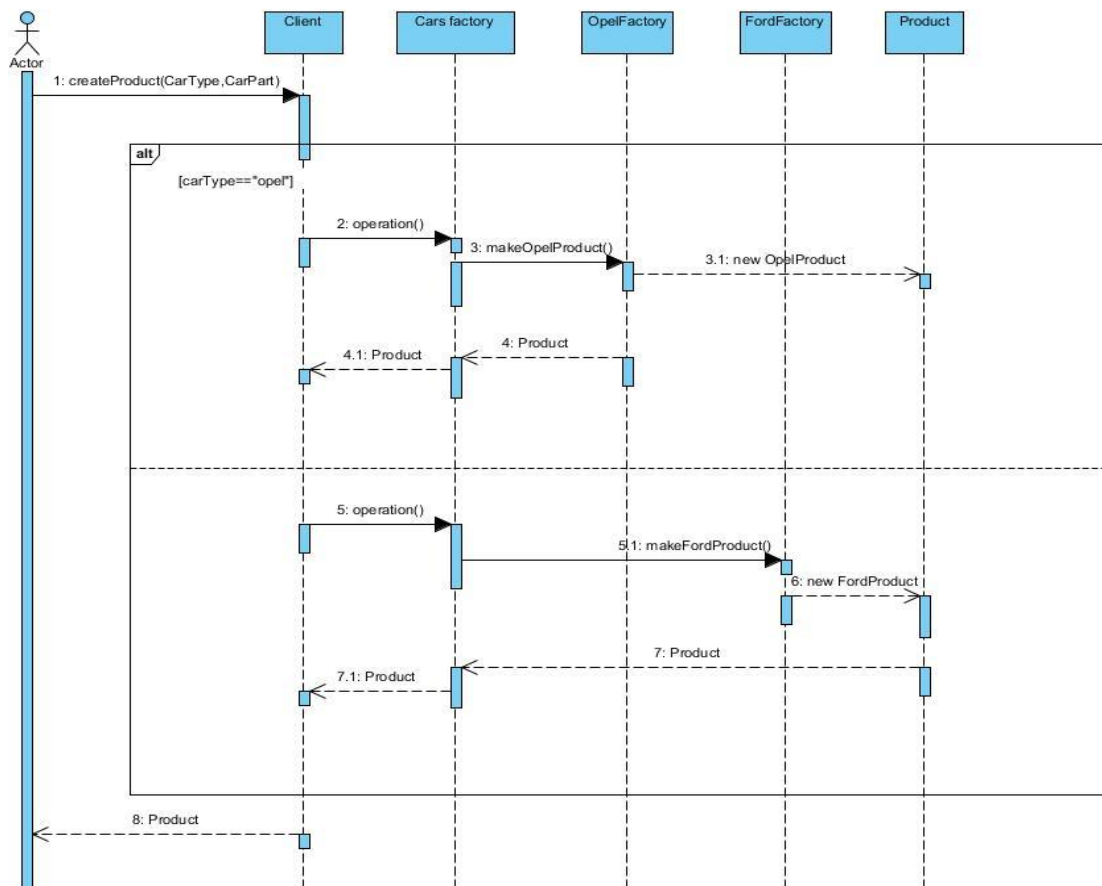 Client
Cars factory
OpelFactory
FordFactory
Product
Actor
1: createProduct(CarType,CarPart)
alt
[carType=="opel"]
2: operation()
3: makeOpelProduct()
3.1: new OpelProduct
4: Product
4.1: Product
5: operation()
5.1: makeFordProduct()
6: new FordProduct
7: Product
7.1: Product
8: Product